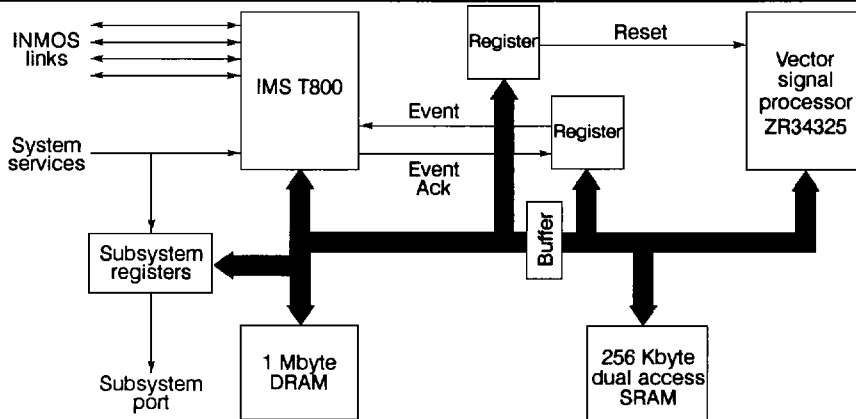 INMOS
links
IMS T800
Register
Reset
Vector
signal
processor
ZR34325
Event
Register
System
services
Event
Ack
Subsystem
registers
Buffer
Subsystem
port
1 Mbyte
DRAM
256 Kbyte
dual access
SRAM